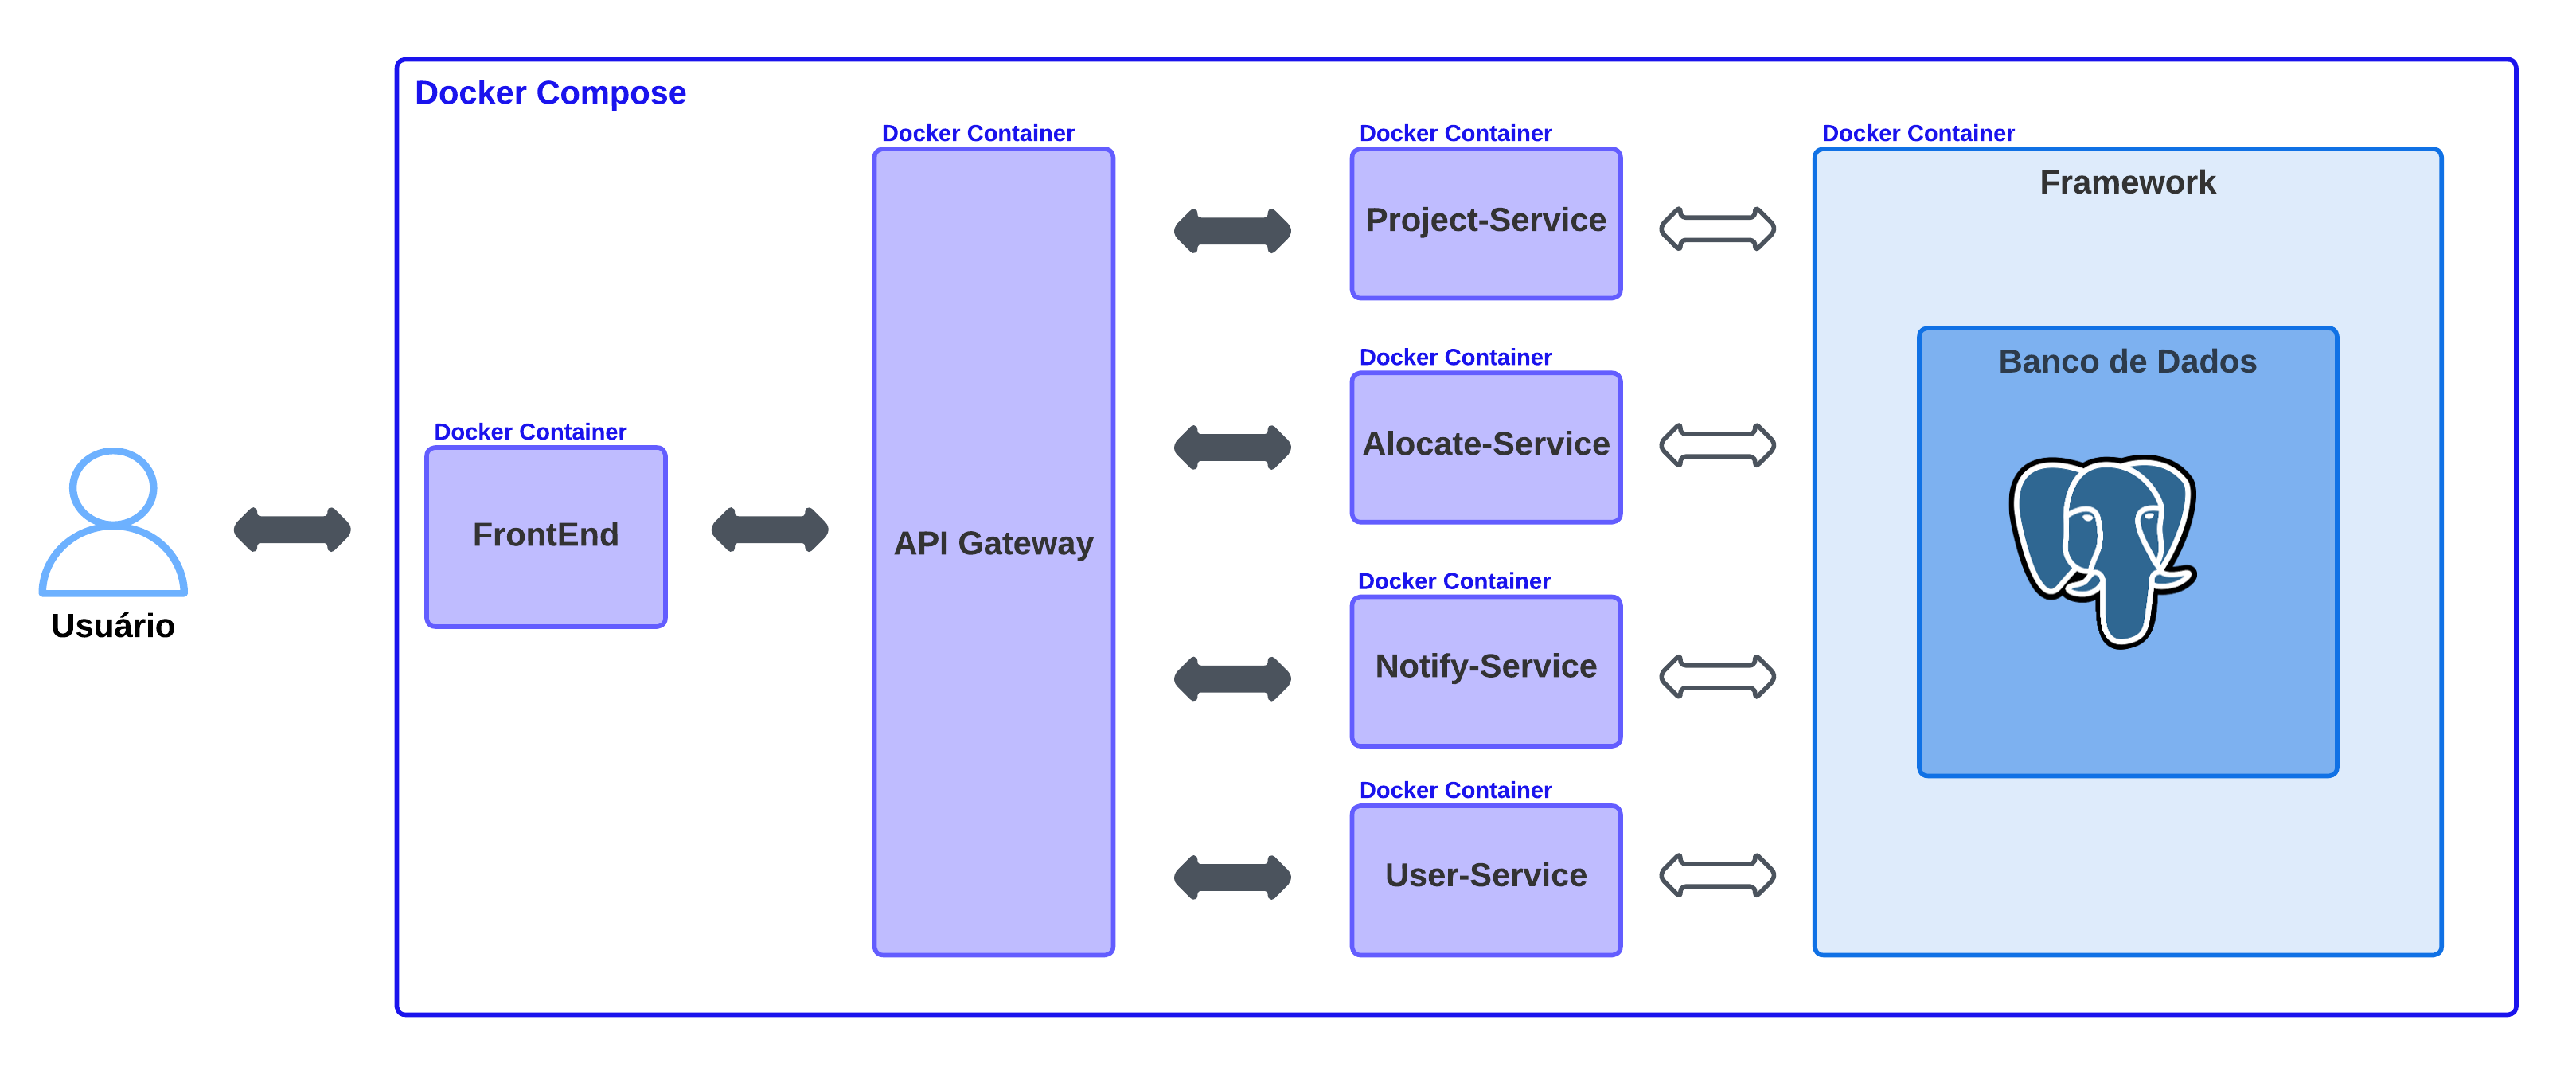 Docker Compose
Docker Container
Docker Container
Docker Container
Framework
Project-Service
Docker Container
Banco de Dados
Alocate-Service
Docker Container
FrontEnd
API Gateway
Docker Container
Notify-Service
Usuário
Docker Container
User-Service